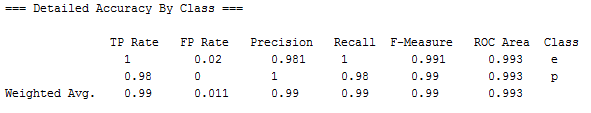 === Detailed Accuracy By Class ===
TP Rate FP Rate Precision Recall F-Measure ROC Area Class
1 0.02 0.981 1 0.991 0.993 e
0.98 0 1 0.98 0.99 0.993 p
Weighted Avg. 0.99 0.011 0.99 0.99 0.99 0.993